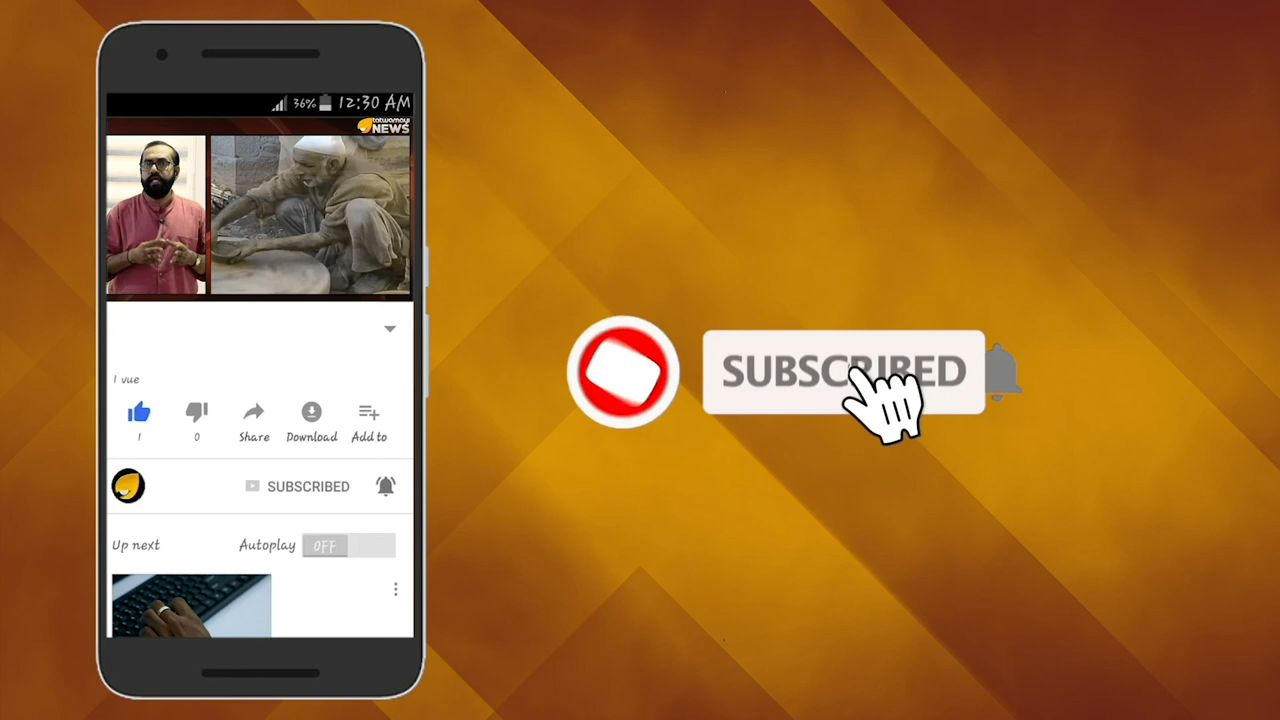 36% 12:30 AM
tatwamayi
NEWS
1 vue
1
0
Share
Download
Add to
SUBSCRIBED
Up next
Autoplay
OFF
SUBSCRIBED